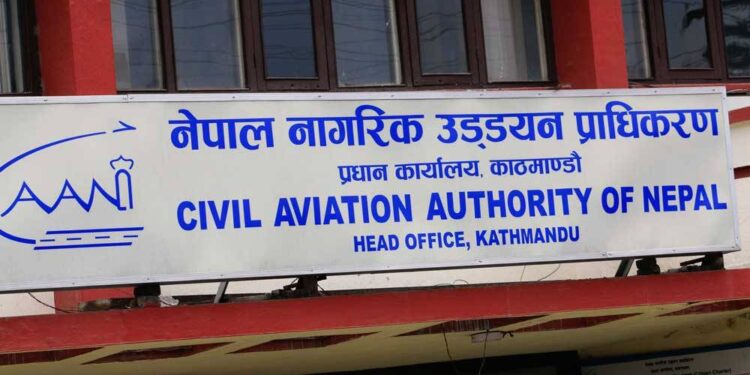 CAAN
नेपाल नागरिक उड्डयन प्राधिकरण
प्रधान कार्यालय, काठमाण्डौ
CIVIL AVIATION AUTHORITY OF NEPAL
HEAD OFFICE, KATHMANDU